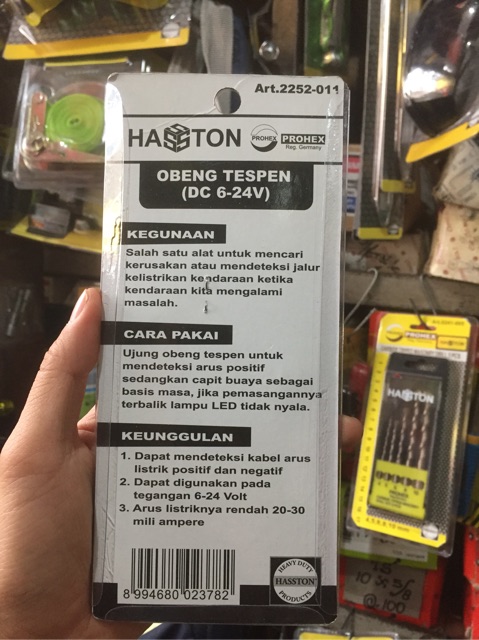 Art.2252-011
HASSTON PROHEX PROHEX
Reg. Germany
OBENG TESPEN
(DC 6-24V)
KEGUNAAN
Salah satu alat untuk mencari
kerusakan atau mendeteksi jalur
kelistrikan kendaraan ketika
kendaraan kita mengalami
masalah.
CARA PAKAI
Ujung obeng tespen untuk
mendeteksi arus positif
sedangkan capit buaya sebagai
basis masa, jika pemasangannya
terbalik lampu LED tidak nyala.
KEUNGGULAN
1. Dapat mendeteksi kabel arus
listrik positif dan negatif
2. Dapat digunakan pada
tegangan 6-24 Volt
3. Arus listriknya rendah 20-30
mili ampere
8 994680 023782
HEAVY DUTY
HASSTON
PRODUCTS
PROHEX
HASSTON